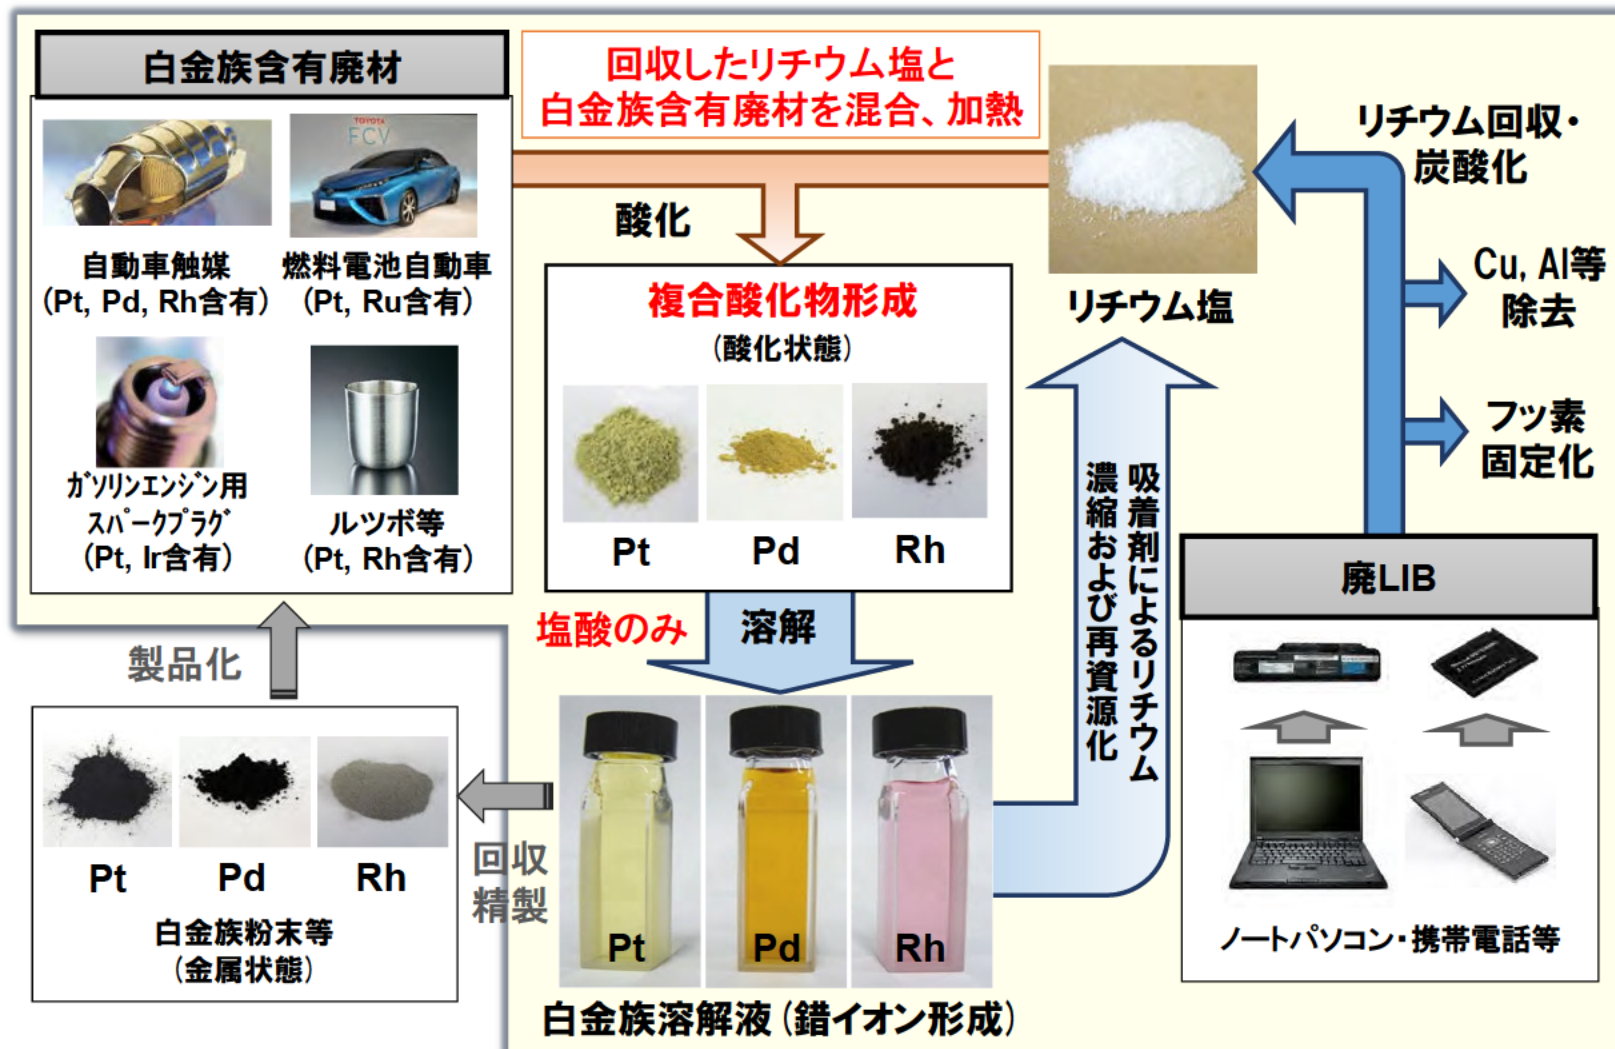 白金族含有廃材
TOYOTA
FCV
自動車触媒
(Pt, Pd, Rh含有)
燃料電池自動車
(Pt, Ru含有)
ｶﾞｿﾘﾝｴﾝｼﾞﾝ用
ｽﾊﾟｰｸﾌﾟﾗｸﾞ
(Pt, Ir含有)
ルツボ等
(Pt, Rh含有)
回収したリチウム塩と
白金族含有廃材を混合、加熱
酸化
複合酸化物形成
(酸化状態)
Pt
Pd
Rh
リチウム塩
リチウム回収・
炭酸化
Cu, Al等
除去
フッ素
固定化
廃LIB
ノートパソコン・携帯電話等
塩酸のみ
溶解
吸着剤によるリチウム
濃縮および再資源化
Pt
Pd
Rh
白金族溶解液(錯イオン形成)
回収
精製
Pt
Pd
Rh
白金族粉末等
(金属状態)
製品化